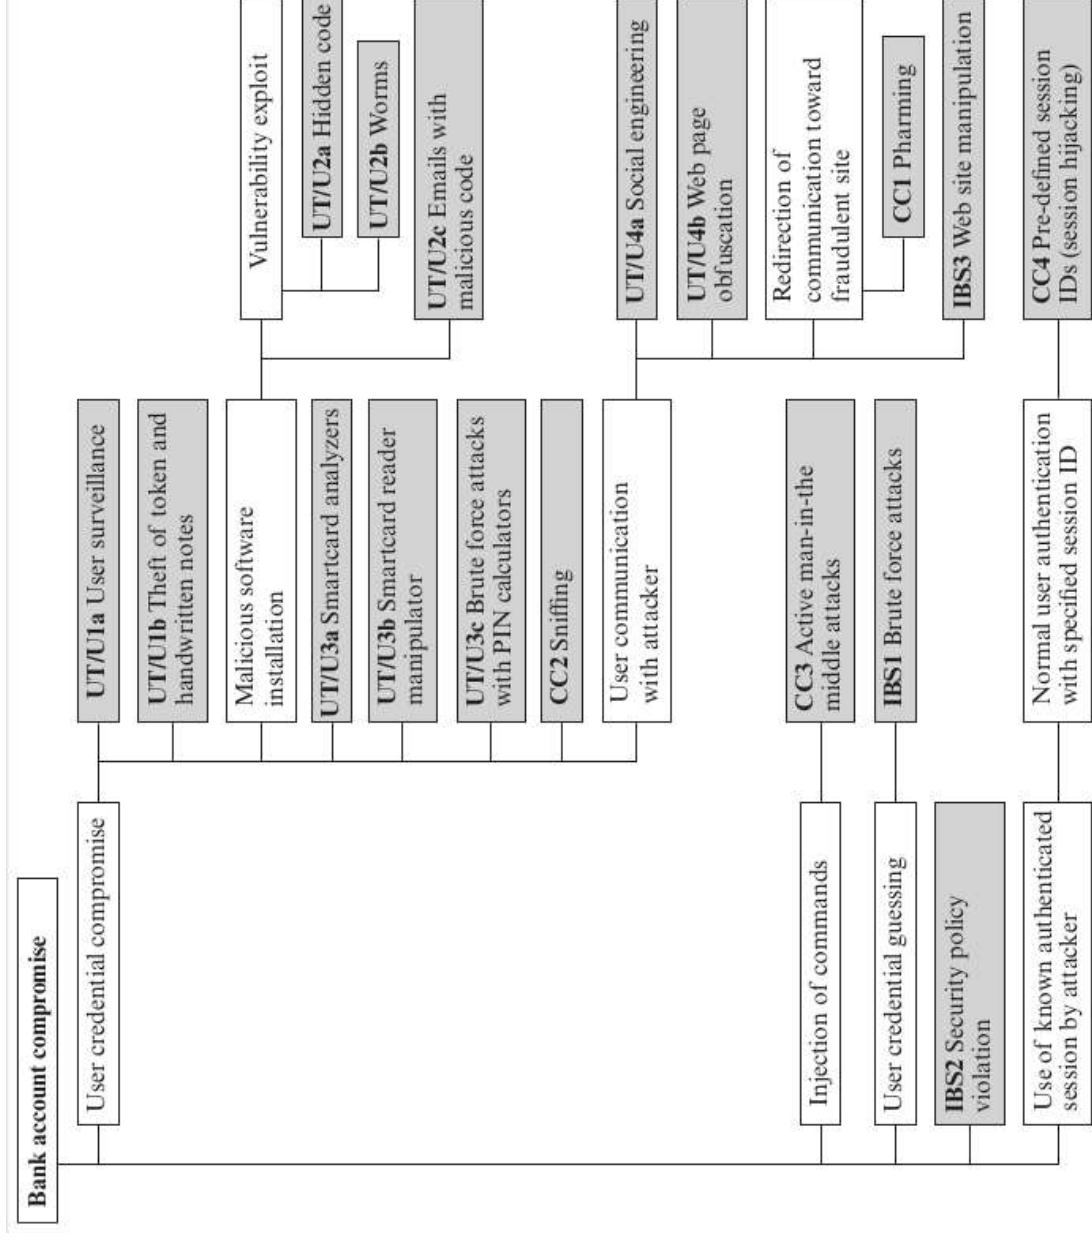 Bank account compromise
User credential compromise
UT/U1a User surveillance
UT/U1b Theft of token and
handwritten notes
Malicious software
installation
Vulnerability exploit
UT/U2a Hidden code
UT/U2b Worms
UT/U2c Emails with
malicious code
UT/U3a Smartcard analyzers
UT/U3b Smartcard reader
manipulator
UT/U3c Brute force attacks
with PIN calculators
CC2 Sniffing
User communication
with attacker
UT/U4a Social engineering
UT/U4b Web page
obfuscation
Redirection of
communication toward
fraudulent site
CC1 Pharming
IBS3 Web site manipulation
Injection of commands
CC3 Active man-in-the
middle attacks
User credential guessing
IBS1 Brute force attacks
IBS2 Security policy
violation
Use of known authenticated
session by attacker
Normal user authentication
with specified session ID
CC4 Pre-defined session
IDs (session hijacking)